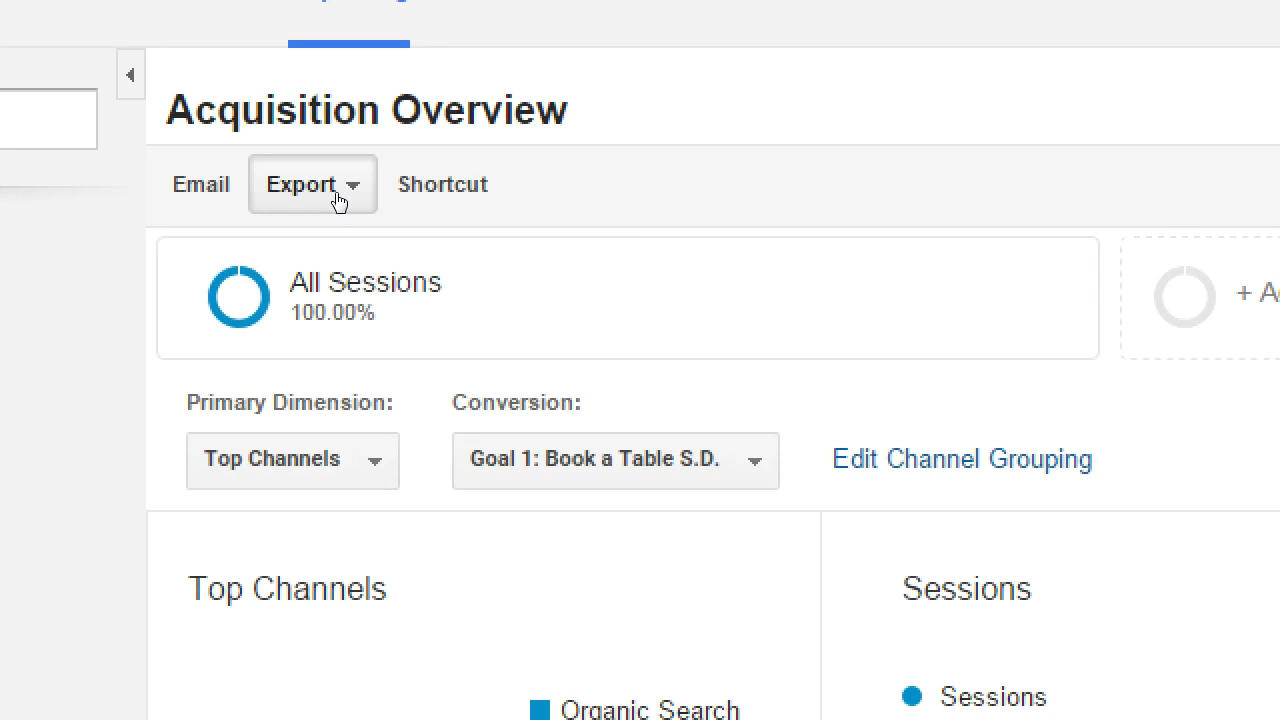 Acquisition Overview
Email Export Shortcut
All Sessions
100.00%
+ A
Primary Dimension: Conversion:
Top Channels Goal 1: Book a Table S.D. Edit Channel Grouping
Top Channels Sessions
Organic Search Sessions